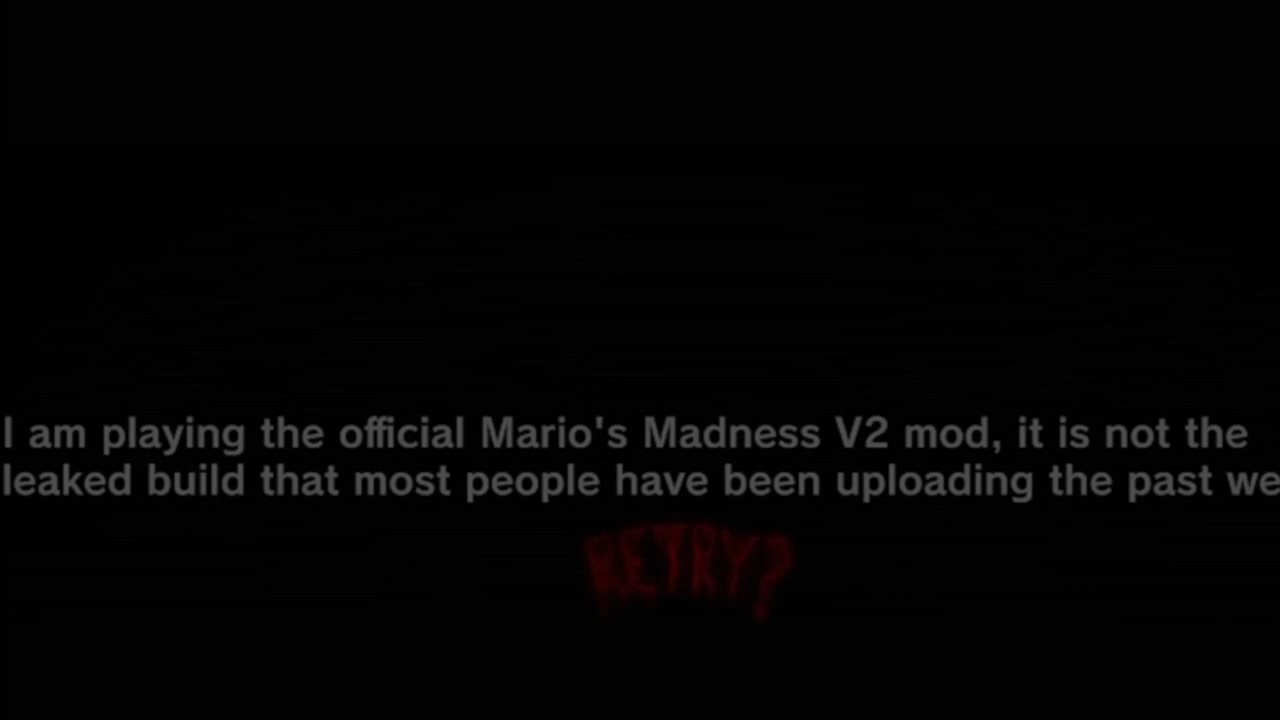 I am playing the official Mario's Madness V2 mod, it is not the
leaked build that most people have been uploading the past we
RETRY?